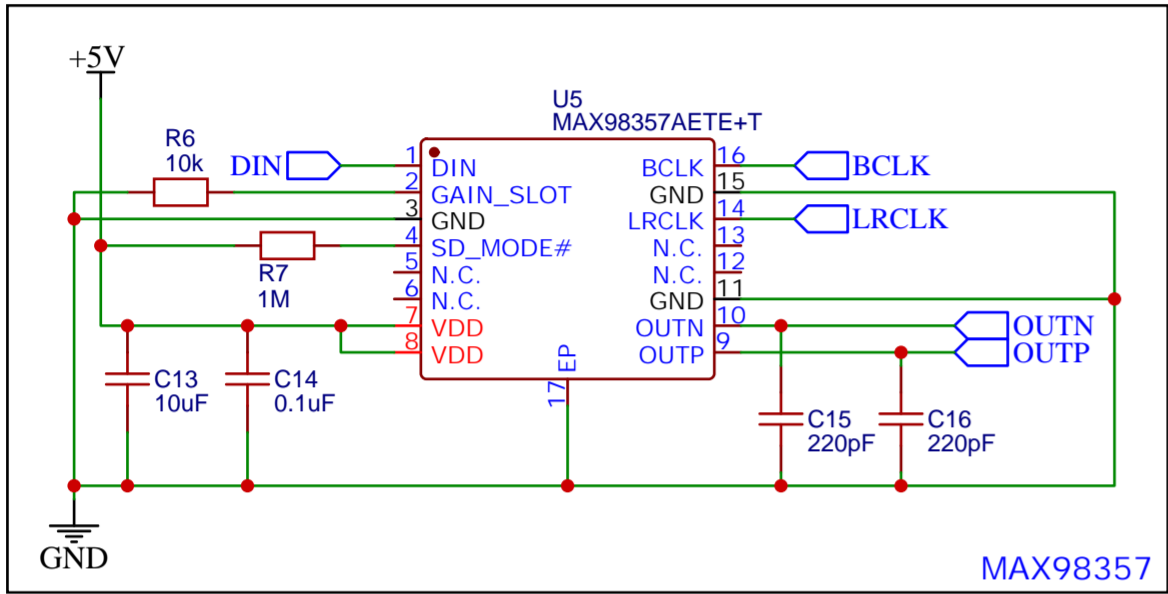 +5V
U5
MAX98357AETE+T
R6
10k
DIN
1
DIN
2
GAIN_SLOT
3
GND
4
SD_MODE#
R7
1M
5
N.C.
6
N.C.
7
VDD
8
VDD
16
BCLK
BCLK
15
GND
14
LRCLK
LRCLK
13
N.C.
12
N.C.
11
GND
10
OUTN
OUTN
9
OUTP
OUTP
EP
17
C13
10uF
C14
0.1uF
C15
220pF
C16
220pF
GND
MAX98357